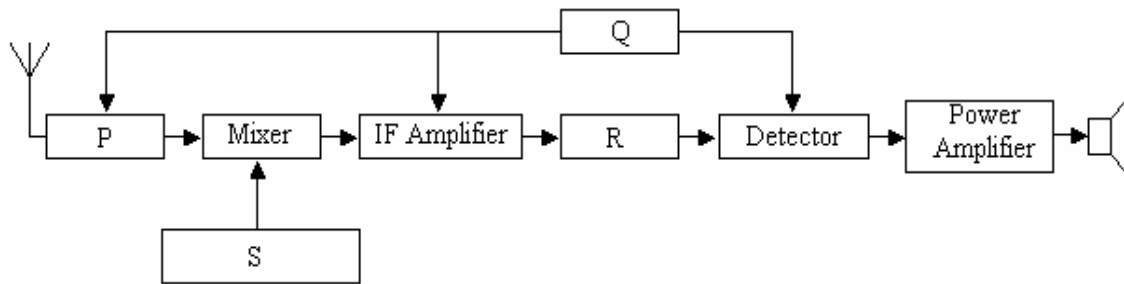 Q
P
Mixer
IF Amplifier
R
Detector
Power
Amplifier
S